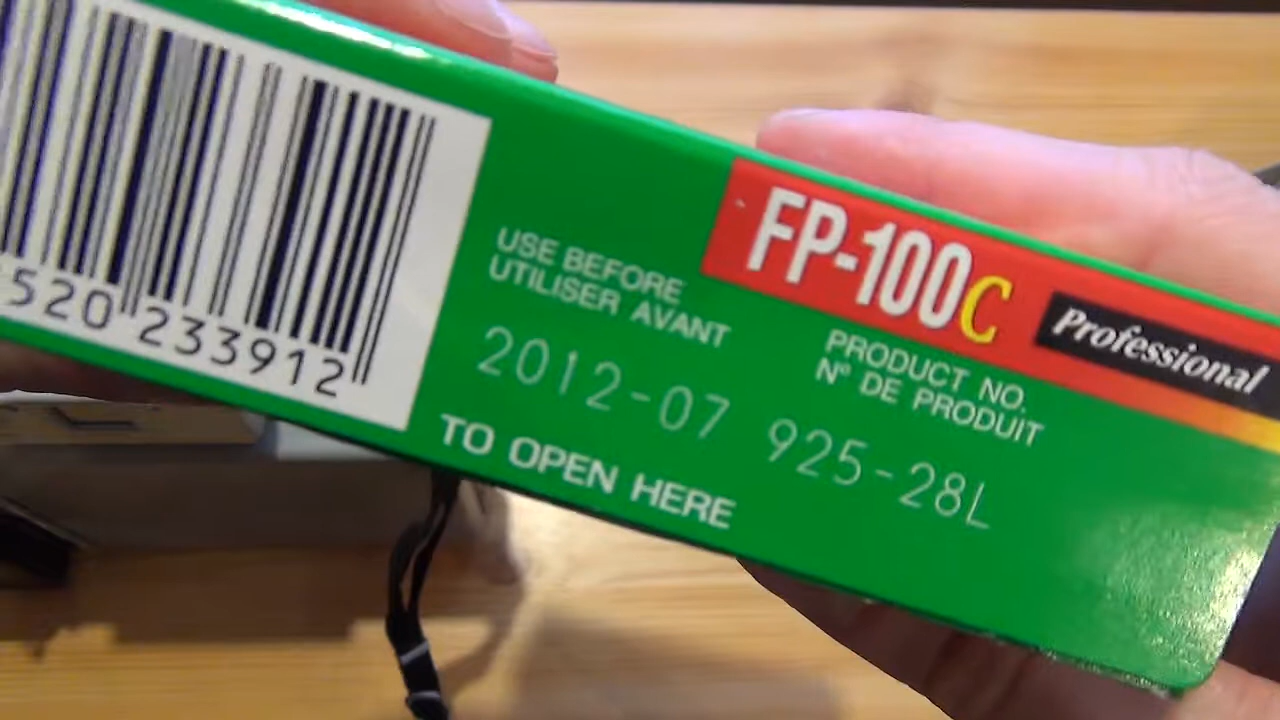 520 233912
USE BEFORE
UTILISER AVANT
2012-07
TO OPEN HERE
FP-100C
Professional
PRODUCT NO.
Nº DE PRODUIT
925-28L